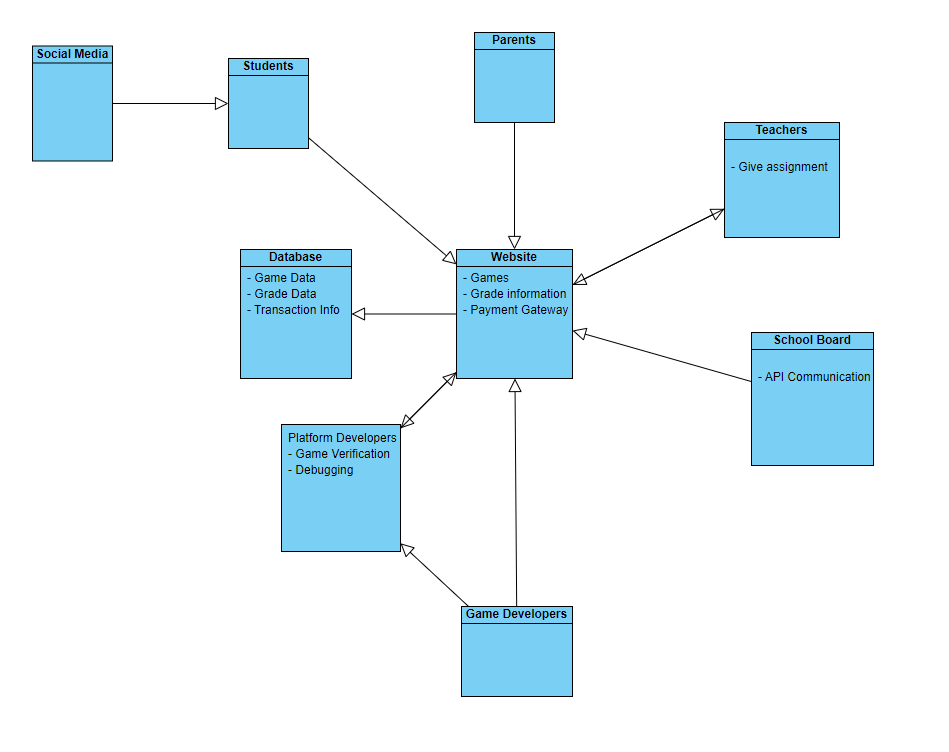 Social Media
Students
Parents
Teachers
- Give assignment
Database
- Game Data
- Grade Data
- Transaction Info
Website
- Games
- Grade information
- Payment Gateway
School Board
- API Communication
Platform Developers
- Game Verification
- Debugging
Game Developers